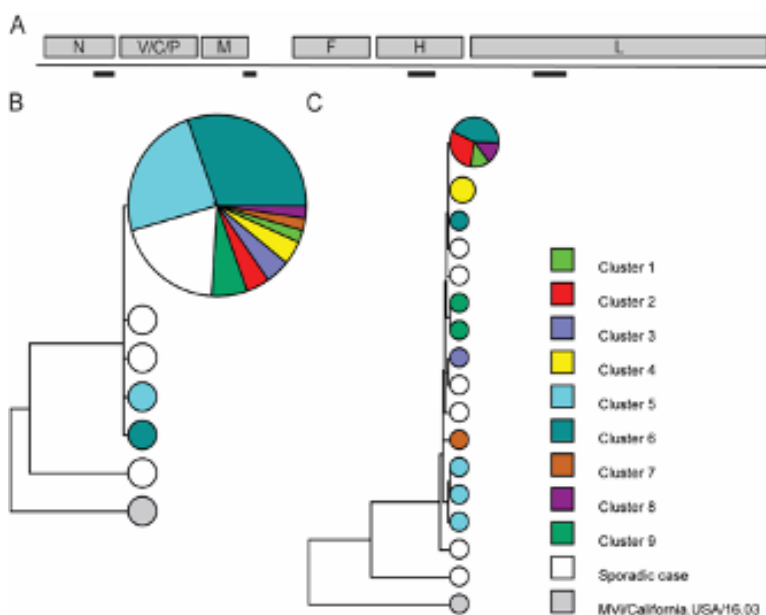 A
N V/C/P M F H L
B
C
Cluster 1
Cluster 2
Cluster 3
Cluster 4
Cluster 5
Cluster 6
Cluster 7
Cluster 8
Cluster 9
Sporadic case
MVi/California.USA/16.03